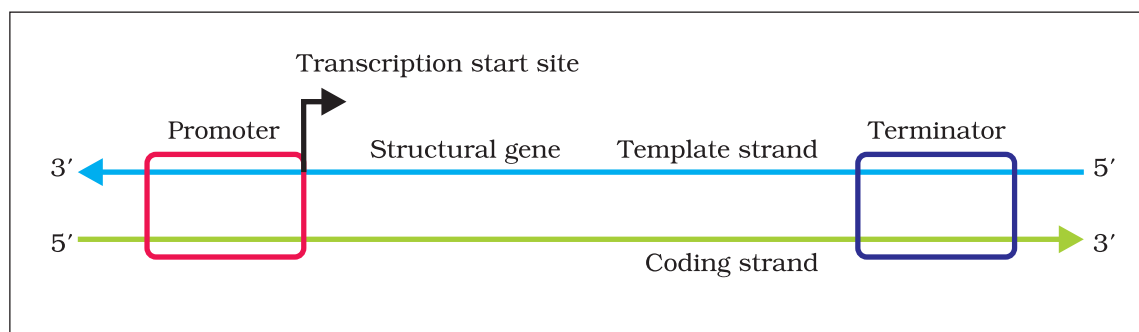 Transcription start site
Promoter
Terminator
Structural gene
Template strand
3′
5′
5′
3′
Coding strand